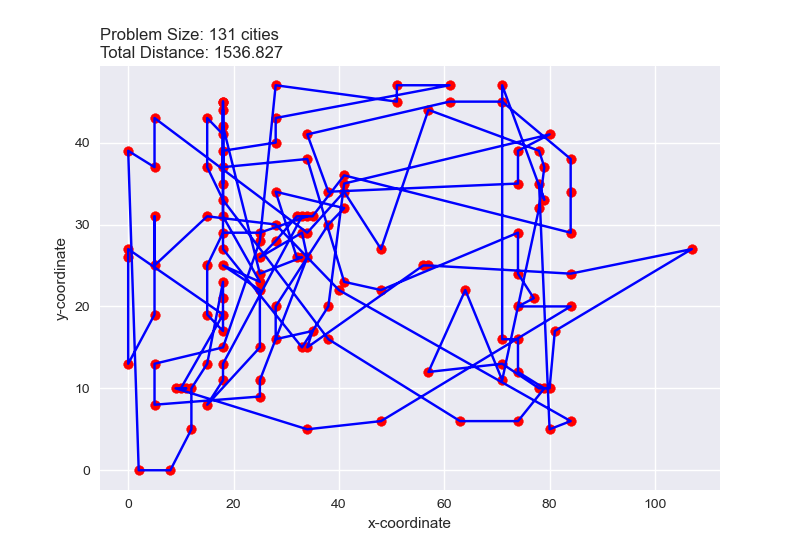 Problem Size: 131 cities
Total Distance: 1536.827
40
30
20
10
0
y-coordinate
0
20
40
60
80
100
x-coordinate